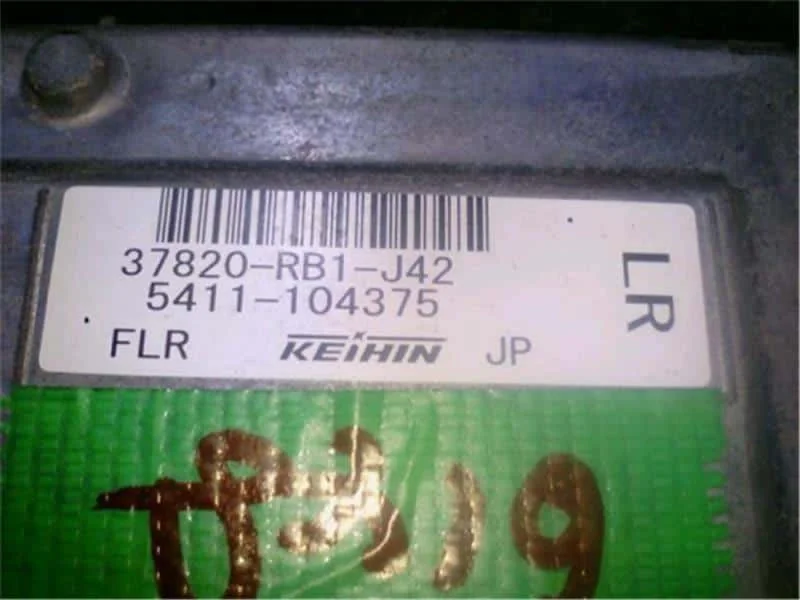 37820-RB1-J42
5411-104375
FLR KEIHIN JP
LR